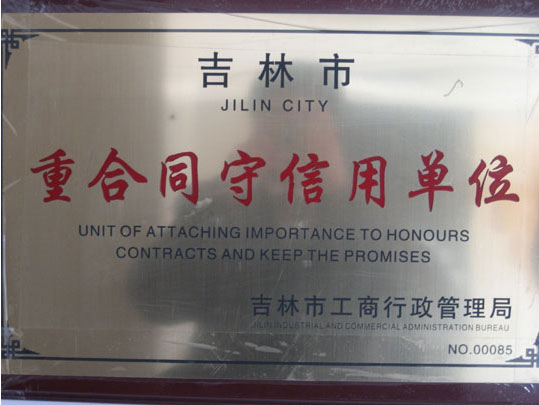 吉林市
JILIN CITY
重合同守信用单位
UNIT OF ATTACHING IMPORTANCE TO HONOURS
CONTRACTS AND KEEP THE PROMISES
吉林市工商行政管理局
JILIN INDUSTRIAL AND COMMERCIAL ADMINISTRATION BUREAU
NO.00085